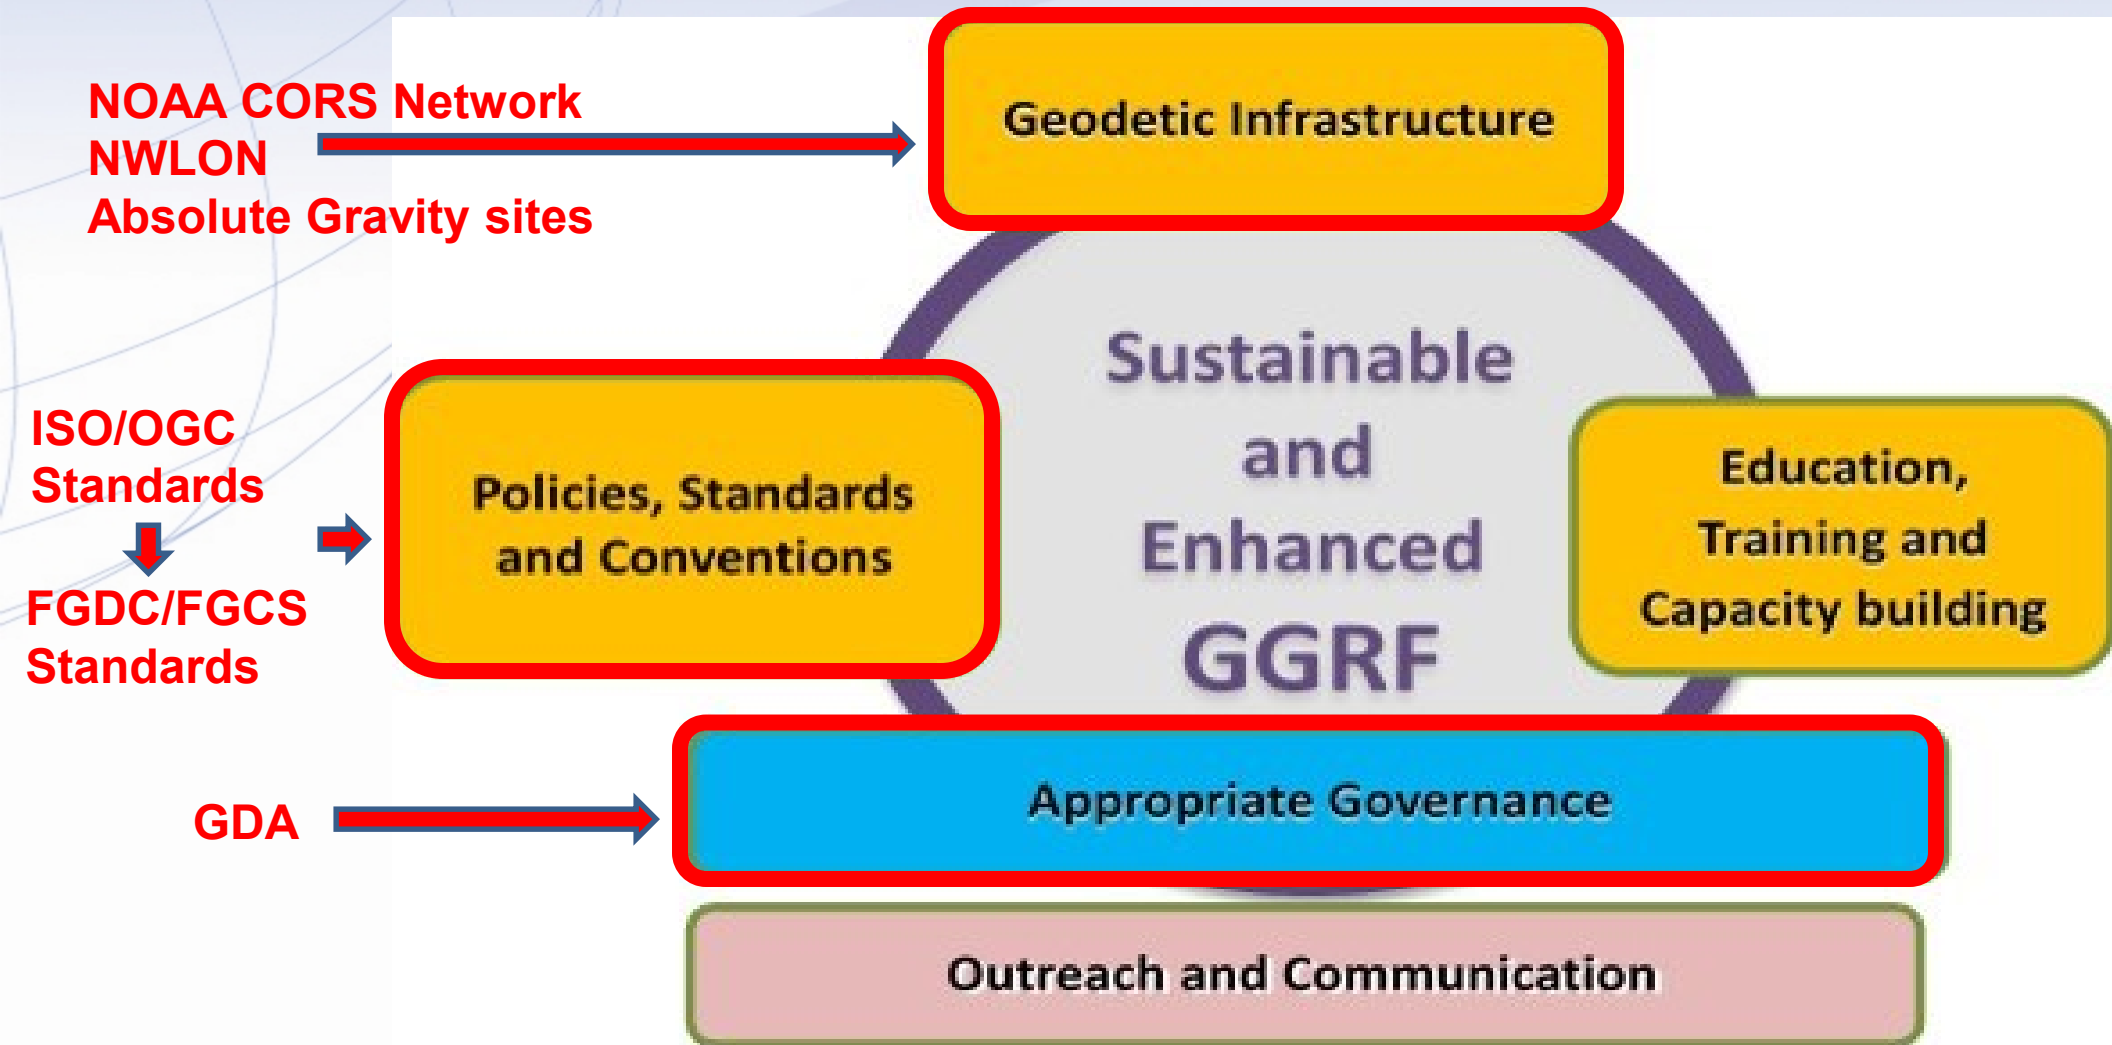 NOAA CORS Network
NWLON
Absolute Gravity sites
Geodetic Infrastructure
ISO/OGC
Standards
FGDC/FGCS
Standards
Policies, Standards
and Conventions
Sustainable
and
Enhanced
GGRF
Education,
Training and
Capacity building
GDA
Appropriate Governance
Outreach and Communication